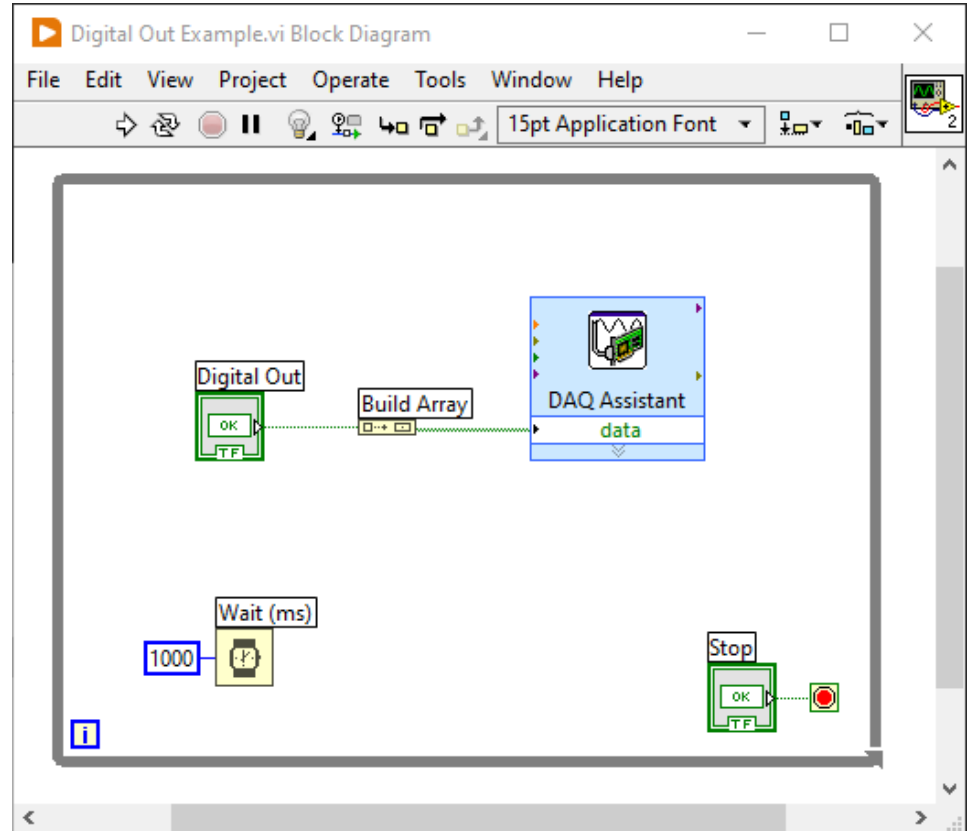 Digital Out Example.vi Block Diagram
File Edit View Project Operate Tools Window Help
15pt Application Font
2
Digital Out
OK
TF
Build Array
DAQ Assistant
data
Wait (ms)
1000
Stop
OK
TF
i